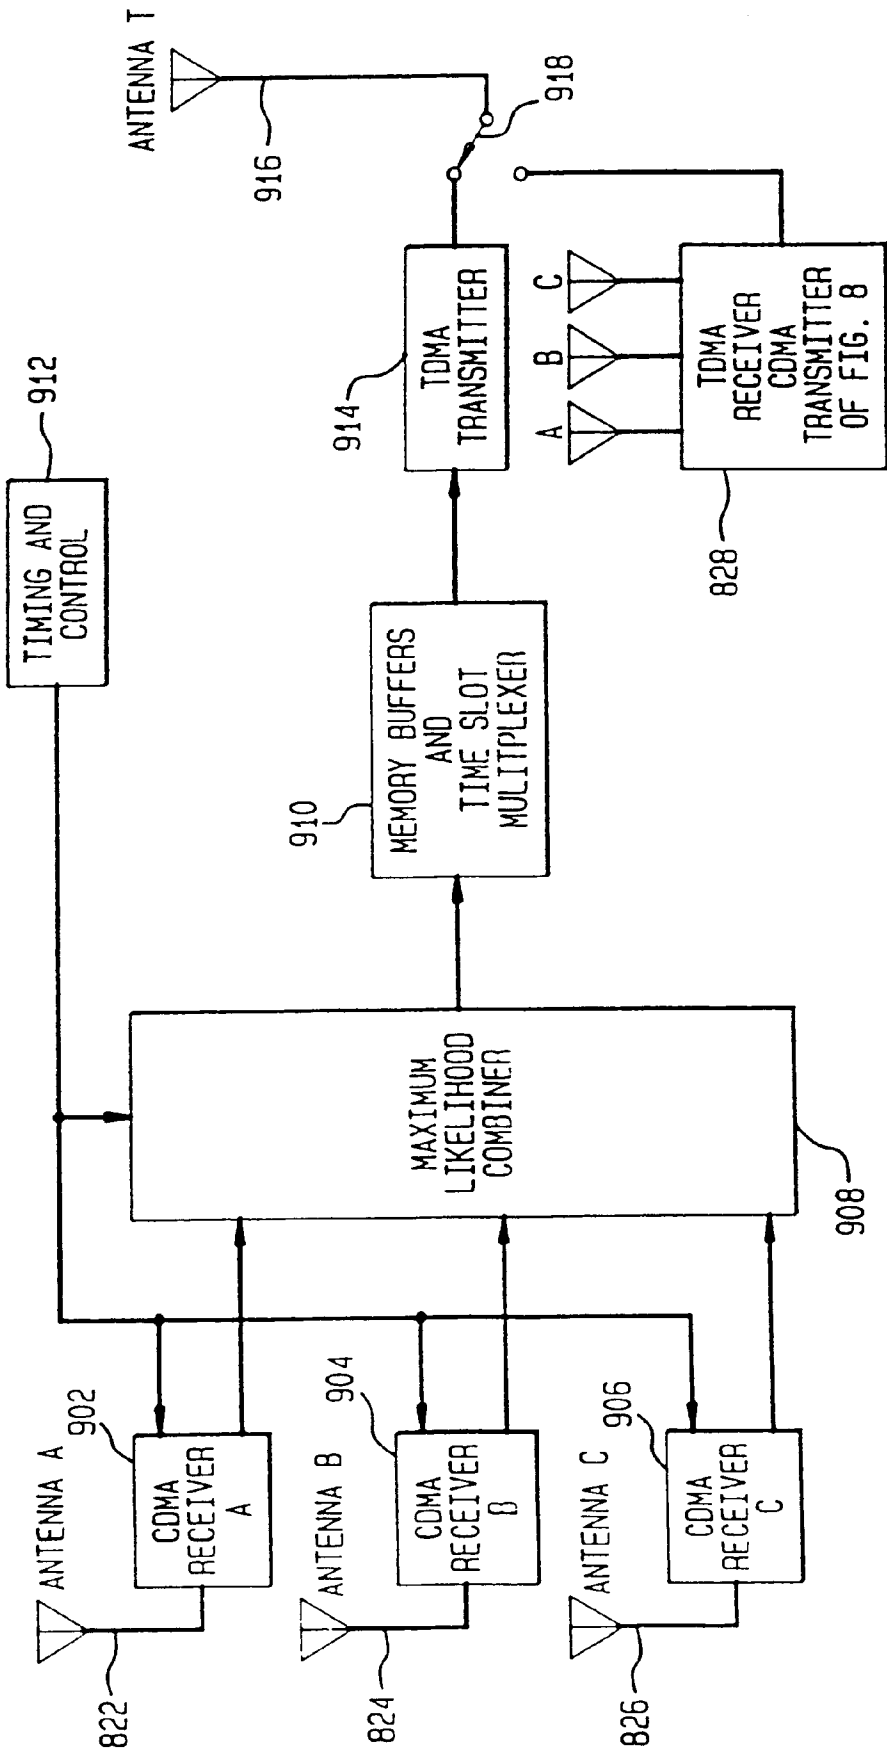 ANTENNA A
822
902
CDMA
RECEIVER
A
ANTENNA B
824
904
CDMA
RECEIVER
B
ANTENNA C
826
906
CDMA
RECEIVER
C
MAXIMUM
LIKELIHOOD
COMBINER
908
TIMING AND
CONTROL
912
910
MEMORY BUFFERS
AND
TIME SLOT
MULITPLEXER
914
TDMA
TRANSMITTER
ANTENNA T
916
918
A
B
C
TDMA
RECEIVER
CDMA
TRANSMITTER
OF FIG. 8
828